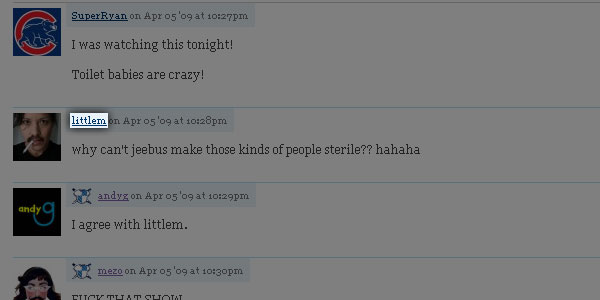 SuperRyan on Apr 05 '09 at 10:27pm
I was watching this tonight!
Toilet babies are crazy!
littlem on Apr 05 '09 at 10:28pm
why can't jeebus make those kinds of people sterile?? hahaha
andy g
andyg on Apr 05 '09 at 10:29pm
I agree with littlem.
mezo on Apr 05 '09 at 10:30pm
FUCK THAT SHOW